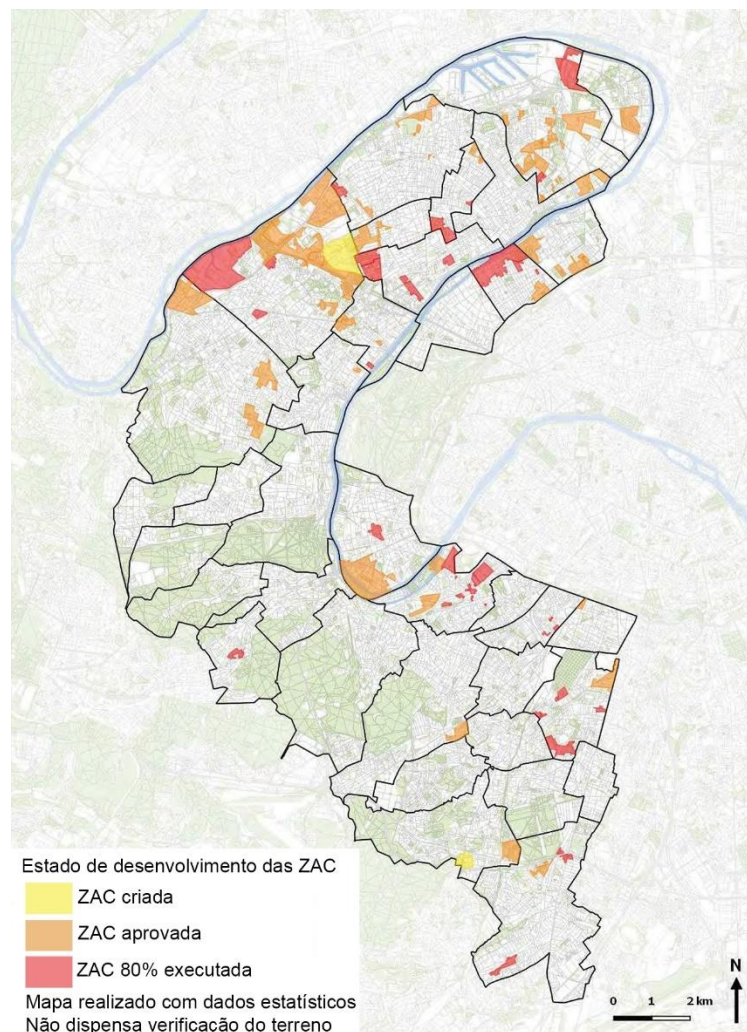 Estado de desenvolvimento das ZAC
ZAC criada
ZAC aprovada
ZAC 80% executada
Mapa realizado com dados estatísticos
Não dispensa verificação do terreno
0 1 2 km
N